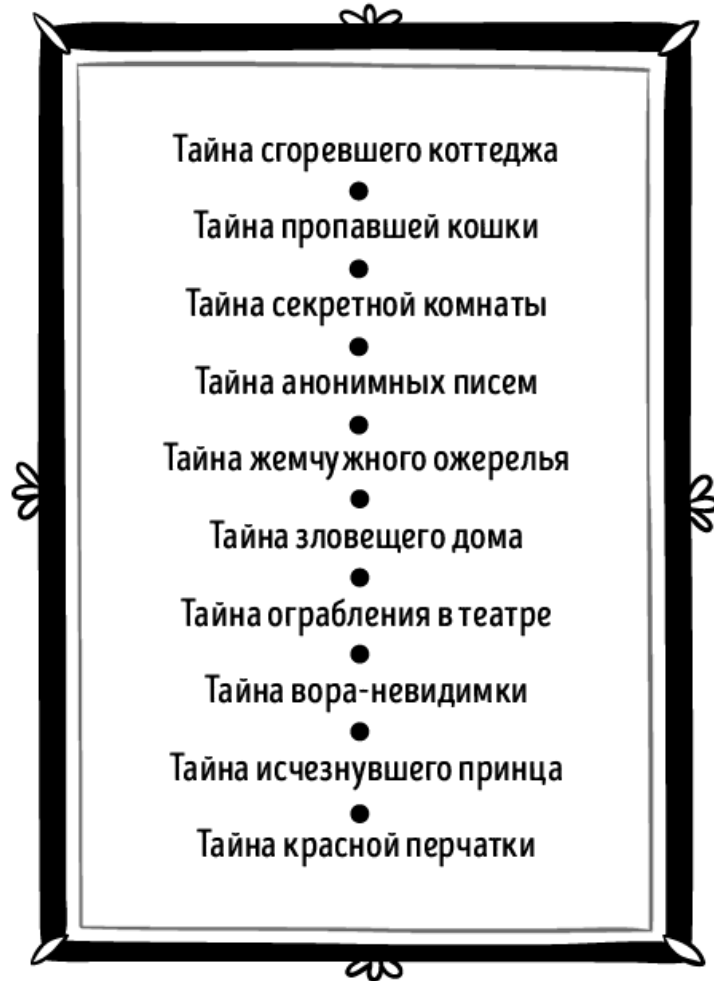 Тайна сгоревшего коттеджа
Тайна пропавшей кошки
Тайна секретной комнаты
Тайна анонимных писем
Тайна жемчужного ожерелья
Тайна зловещего дома
Тайна ограбления в театре
Тайна вора-невидимки
Тайна исчезнувшего принца
Тайна красной перчатки